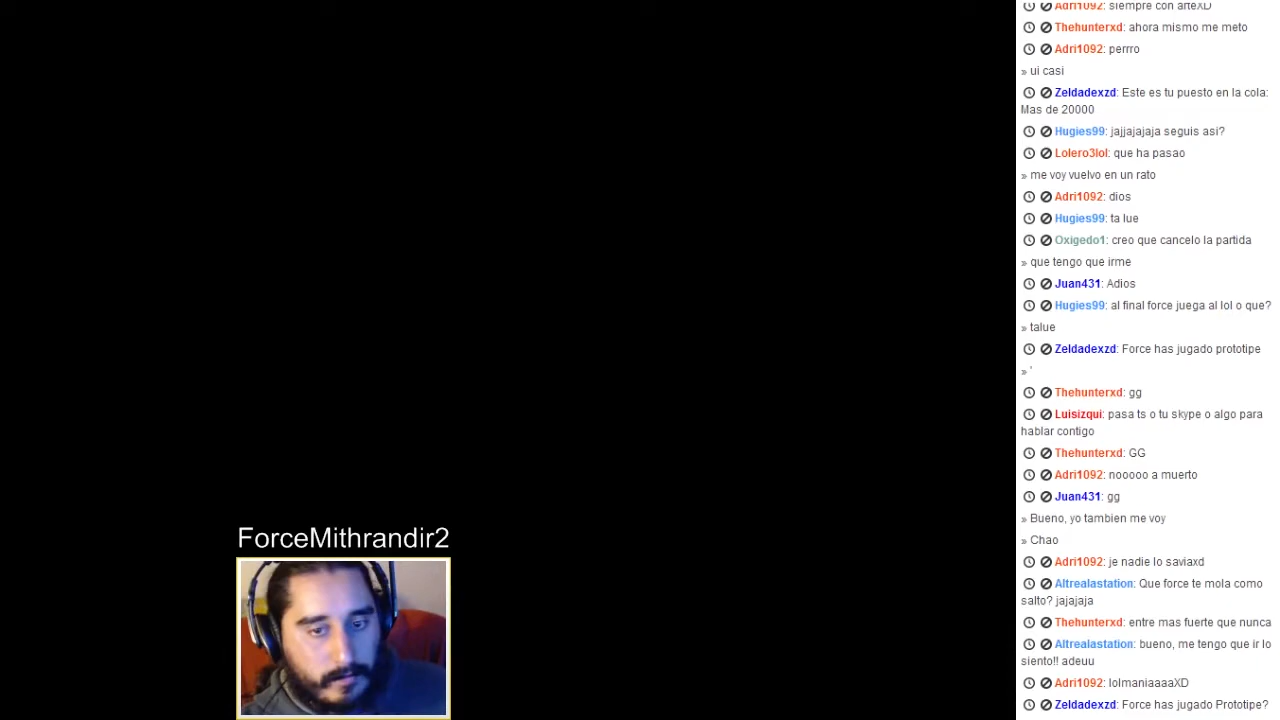 Adri1092: siempre con arteXD
Thehunterxd: ahora mismo me meto
Adri1092: perrro
» ui casi
Zeldadexzd: Este es tu puesto en la cola:
Mas de 20000
Hugies99: jajjajajaja seguis asi?
Lolero3lol: que ha pasao
» me voy vuelvo en un rato
Adri1092: dios
Hugies99: ta lue
Oxigedo1: creo que cancelo la partida
» que tengo que irme
Juan431: Adios
Hugies99: al final force juega al lol o que?
» talue
Zeldadexzd: Force has jugado prototipe
» '
Thehunterxd: gg
Luisizqui: pasa ts o tu skype o algo para
hablar contigo
Thehunterxd: GG
Adri1092: nooooo a muerto
Juan431: gg
» Bueno, yo tambien me voy
» Chao
Adri1092: je nadie lo saviaxd
Altrealastation: Que force te mola como
salto? jajajaja
Thehunterxd: entre mas fuerte que nunca
Altrealastation: bueno, me tengo que ir lo
siento!! adeuu
Adri1092: lolmaniaaaaXD
Zeldadexzd: Force has jugado Prototipe?
ForceMithrandir2